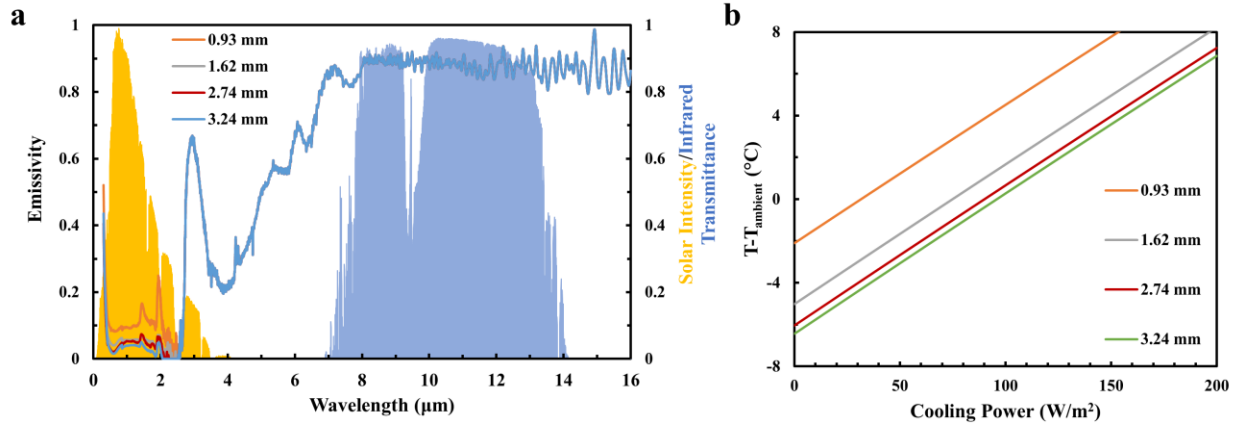 a
0.93 mm
1.62 mm
2.74 mm
3.24 mm
Emissivity
1
0.8
0.6
0.4
0.2
0
1
0.8
0.6
0.4
0.2
0
Solar Intensity/Infrared
Transmittance
0 2 4 6 8 10 12 14 16
Wavelength (μm)
b
T-Tambient (°C)
8
4
0
-4
-8
0.93 mm
1.62 mm
2.74 mm
3.24 mm
0 50 100 150 200
Cooling Power (W/m²)